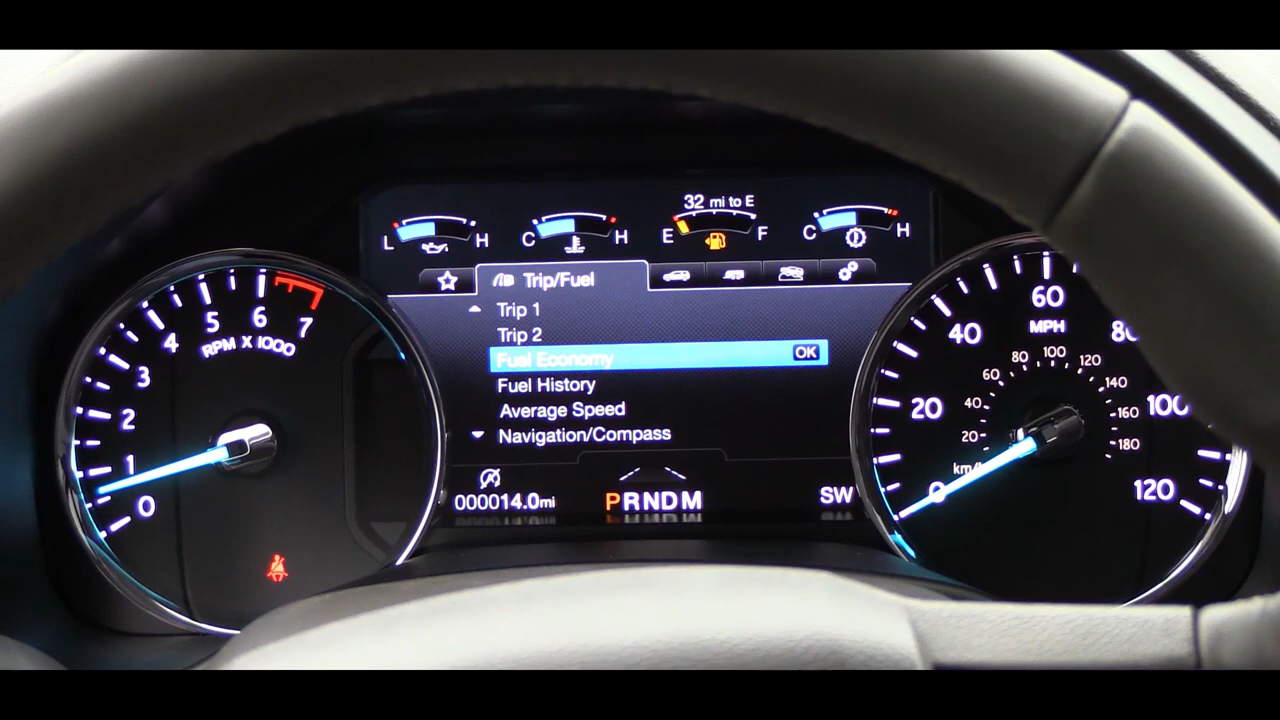 32 mi to E
L H
C H
E F
C H
Trip/Fuel
Trip 1
Trip 2
Fuel Economy OK
Fuel History
Average Speed
Navigation/Compass
000014.0mi
PRNDM
SW
0 1 2 3 4 5 6 7
RPM X 1000
0 20 40 60 80 100 120
MPH
20 40 60 80 100 120 140 160 180